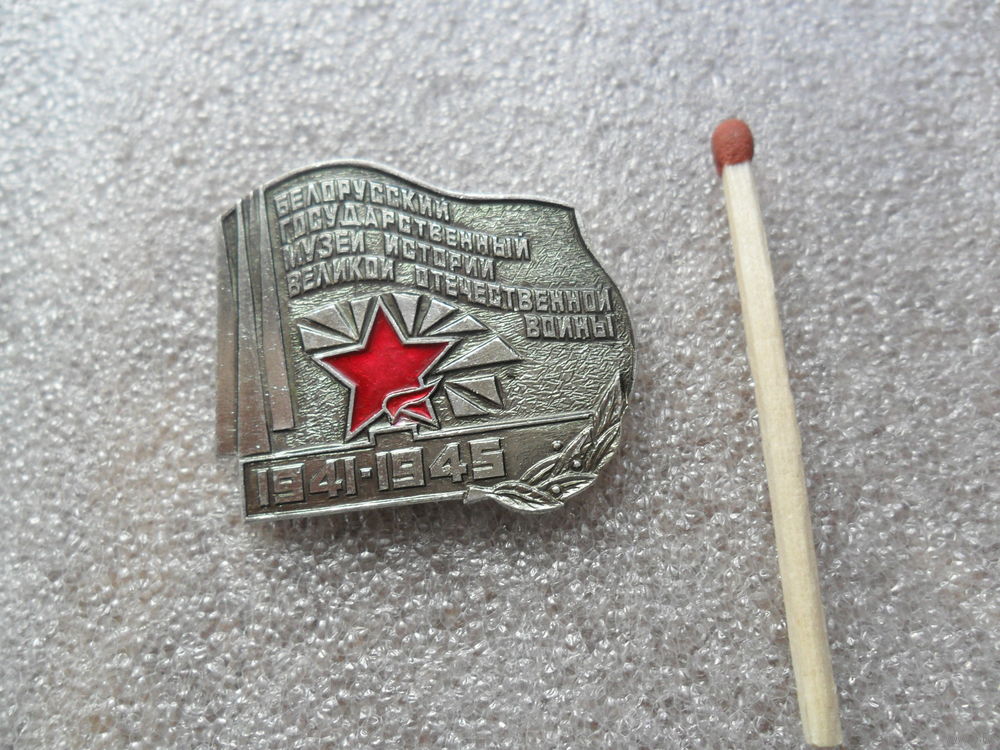 БЕЛОРУССКИЙ
ГОСУДАРСТВЕННЫЙ
МУЗЕЙ ИСТОРИИ
ВЕЛИКОЙ ОТЕЧЕСТВЕННОЙ
ВОЙНЫ
1941-1945